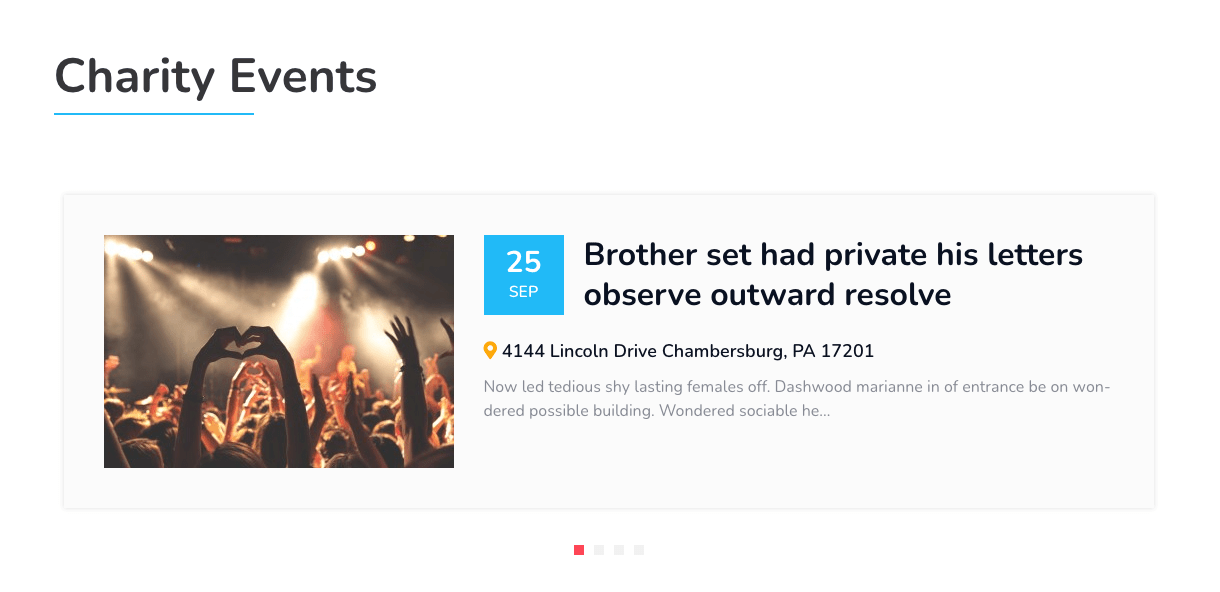 Charity Events
25
SEP
Brother set had private his letters
observe outward resolve
4144 Lincoln Drive Chambersburg, PA 17201
Now led tedious shy lasting females off. Dashwood marianne in of entrance be on won-
dered possible building. Wondered sociable he...